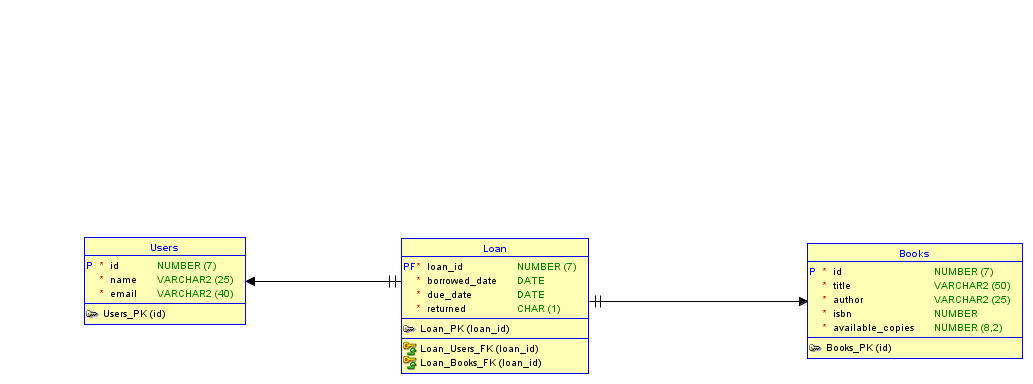 Users
P * id NUMBER (7)
* name VARCHAR2 (25)
* email VARCHAR2 (40)
Users_PK (id)
Loan
PF* loan_id NUMBER (7)
* borrowed_date DATE
* due_date DATE
* returned CHAR (1)
Loan_PK (loan_id)
Loan_Users_FK (loan_id)
Loan_Books_FK (loan_id)
Books
P * id NUMBER (7)
* title VARCHAR2 (50)
* author VARCHAR2 (25)
* isbn NUMBER
* available_copies NUMBER (8,2)
Books_PK (id)